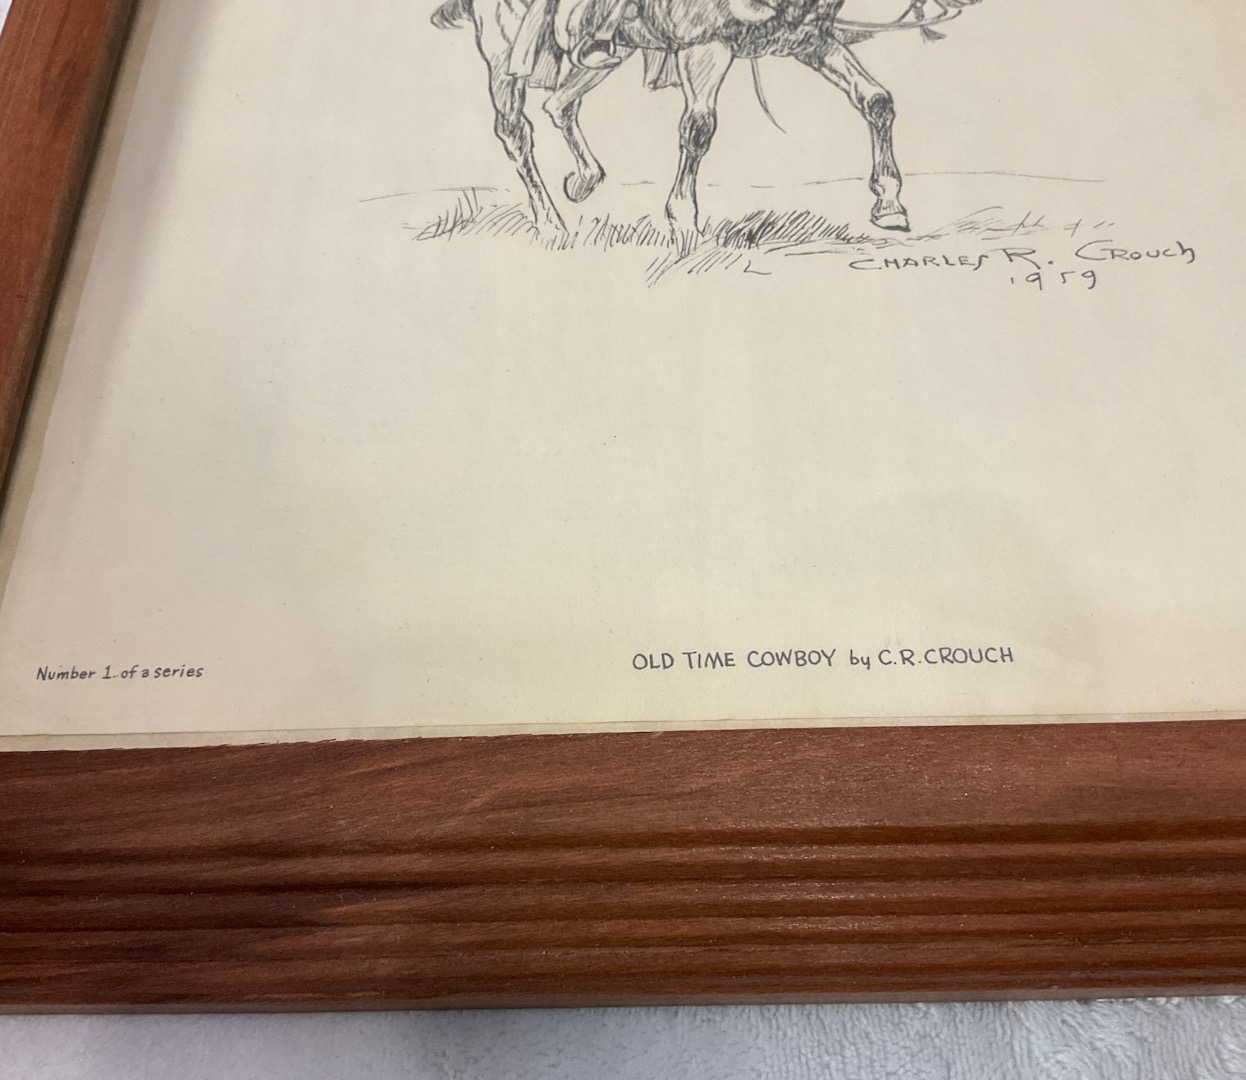 CHARLES R. CROUCH
1959
Number 1. of a series
OLD TIME COWBOY by C.R.CROUCH